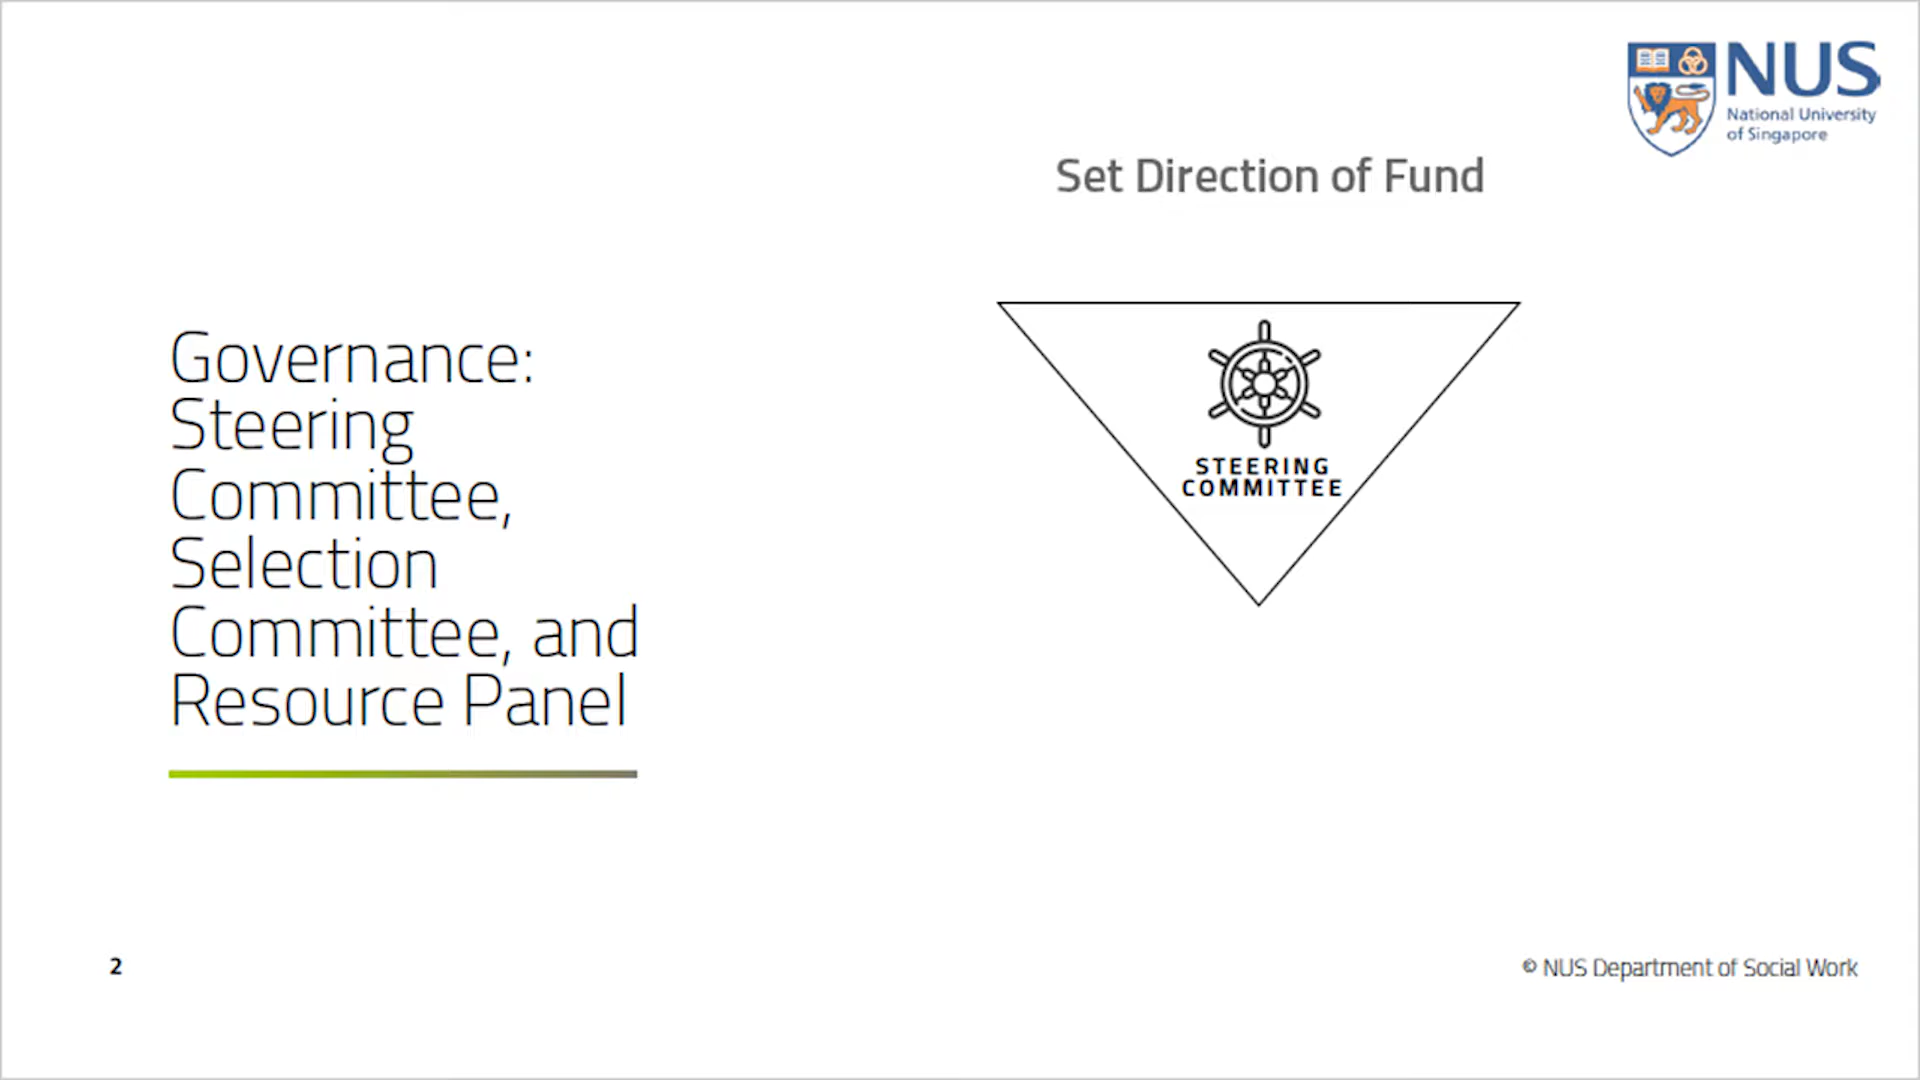 NUS
National University
of Singapore
Set Direction of Fund
Governance:
Steering
Committee,
Selection
Committee, and
Resource Panel
STEERING
COMMITTEE
2
© NUS Department of Social Work